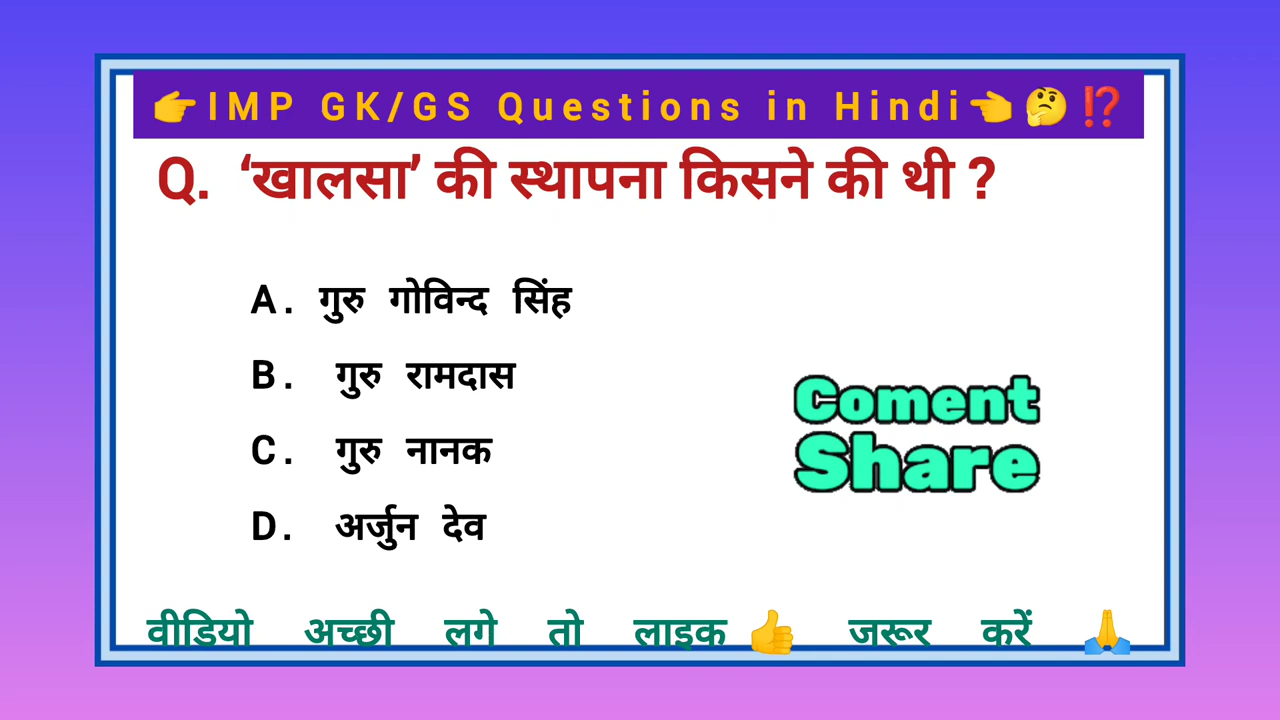 👉IMP GK/GS Questions in Hindi👈🤔⁉️
Q. ‘खालसा’ की स्थापना किसने की थी ?
A. गुरु गोविन्द सिंह
B. गुरु रामदास
C. गुरु नानक
D. अर्जुन देव
Coment
Share
वीडियो अच्छी लगे तो लाइक 👍 जरूर करें 🙏